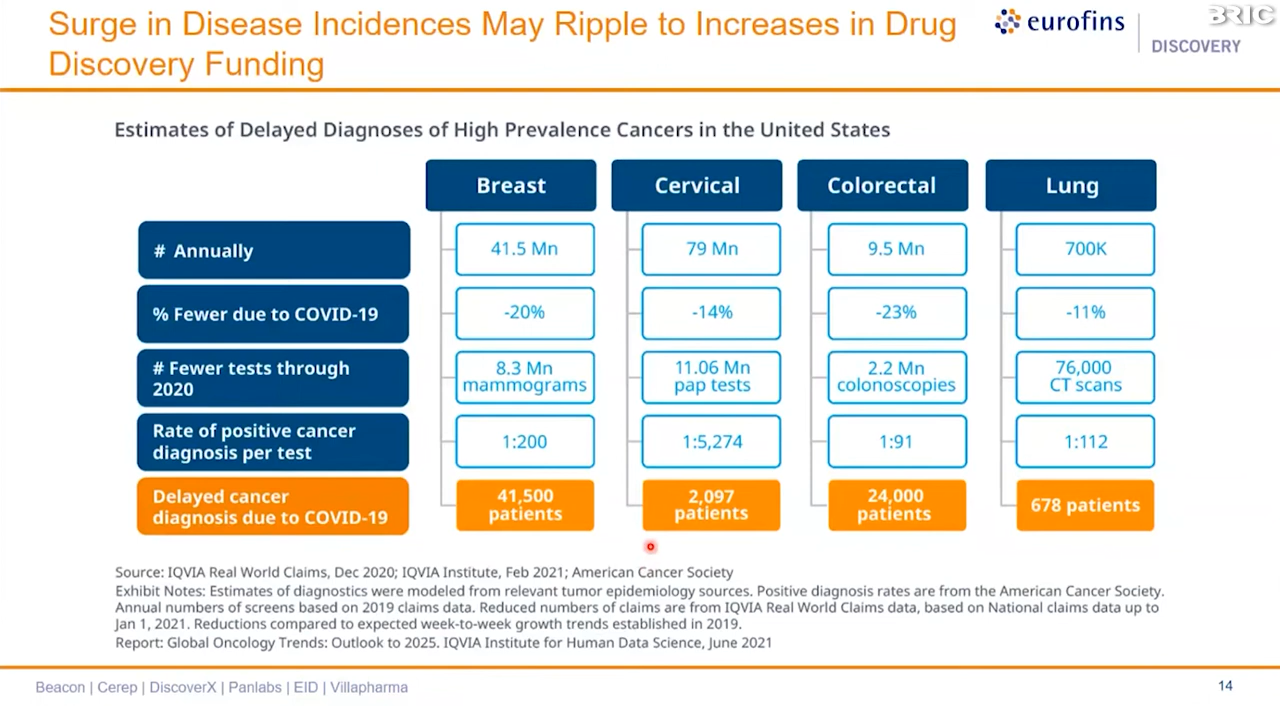 Surge in Disease Incidences May Ripple to Increases in Drug
Discovery Funding
eurofins
DISCOVERY
BRIC
Estimates of Delayed Diagnoses of High Prevalence Cancers in the United States
Breast
Cervical
Colorectal
Lung
# Annually
41.5 Mn
79 Mn
9.5 Mn
700K
% Fewer due to COVID-19
-20%
-14%
-23%
-11%
# Fewer tests through
2020
8.3 Mn
mammograms
11.06 Mn
pap tests
2.2 Mn
colonoscopies
76,000
CT scans
Rate of positive cancer
diagnosis per test
1:200
1:5,274
1:91
1:112
Delayed cancer
diagnosis due to COVID-19
41,500
patients
2,097
patients
24,000
patients
678 patients
Source: IQVIA Real World Claims, Dec 2020; IQVIA Institute, Feb 2021; American Cancer Society
Exhibit Notes: Estimates of diagnostics were modeled from relevant tumor epidemiology sources. Positive diagnosis rates are from the American Cancer Society.
Annual numbers of screens based on 2019 claims data. Reduced numbers of claims are from IQVIA Real World Claims data, based on National claims data up to
Jan 1, 2021. Reductions compared to expected week-to-week growth trends established in 2019.
Report: Global Oncology Trends: Outlook to 2025. IQVIA Institute for Human Data Science, June 2021
Beacon | Cerep | DiscoverX | Panlabs | EID | Villapharma
14